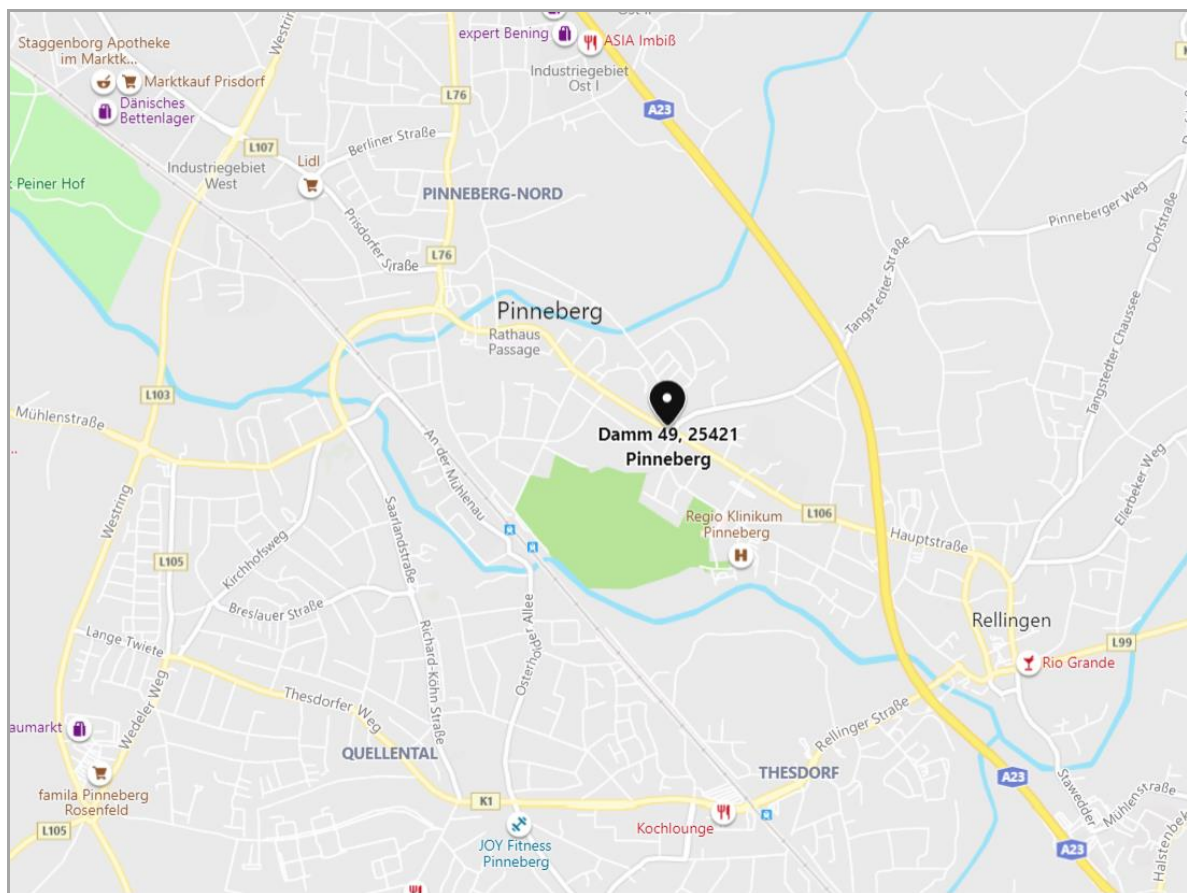 Ost II
expert Bening
ASIA Imbiß
Industriegebiet
Ost I
Staggenborg Apotheke
im Marktk...
Marktkauf Prisdorf
Dänisches
Bettenlager
Westring
L76
A23
L107
Berliner Straße
Lidl
Industriegebiet
West
Peiner Hof
PINNEBERG-NORD
Prisdorfer Straße
L76
Pinneberger Weg
Dorfstraße
Tangstedter Straße
Tangstedter Chaussee
Pinneberg
Rathaus
Passage
L103
Mühlenstraße
Damm 49, 25421
Pinneberg
An der Mühlenau
Ellerbeker Weg
Westring
Saarlandstraße
Regio Klinikum
Pinneberg
L106
Hauptstraße
L105
Kirchhofsweg
Breslauer Straße
Lange Twiete
Richard-Köhn Straße
Osterholder Allee
Rellingen
L99
Rio Grande
Wedeler Weg
Thesdorfer Weg
Rellinger Straße
aumarkt
QUELLENTAL
THESDORF
A23
Stawedder
Mühlenstraße
famila Pinneberg
Rosenfeld
K1
Kochlounge
L105
JOY Fitness
Pinneberg
A23
Halstenbek